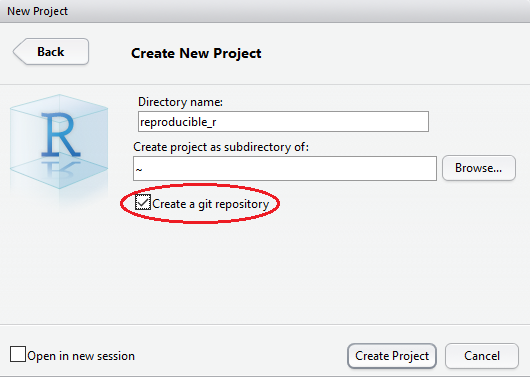 New Project
Back
Create New Project
Directory name:
R
reproducible_r
Create project as subdirectory of:
~
Browse...
Create a git repository
Open in new session
Create Project
Cancel